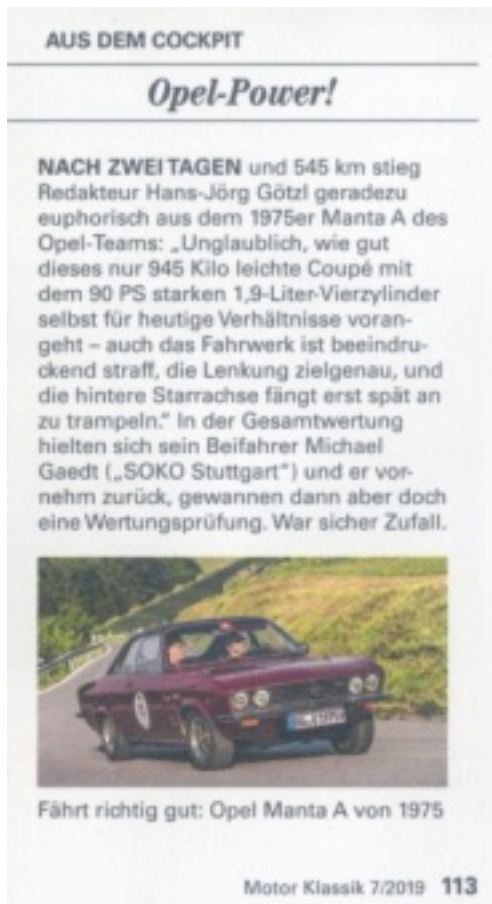 AUS DEM COCKPIT
Opel-Power!
NACH ZWEI TAGEN und 545 km stieg
Redakteur Hans-Jörg Götzl geradezu
euphorisch aus dem 1975er Manta A des
Opel-Teams: „Unglaublich, wie gut
dieses nur 945 Kilo leichte Coupé mit
dem 90 PS starken 1,9-Liter-Vierzylinder
selbst für heutige Verhältnisse voran-
geht – auch das Fahrwerk ist beeindru-
ckend straff, die Lenkung zielgenau, und
die hintere Starrachse fängt erst spät an
zu trampeln.“ In der Gesamtwertung
hielten sich sein Beifahrer Michael
Gaedt („SOKO Stuttgart“) und er vor-
nehm zurück, gewannen dann aber doch
eine Wertungsprüfung. War sicher Zufall.
Fährt richtig gut: Opel Manta A von 1975
Motor Klassik 7/2019 113